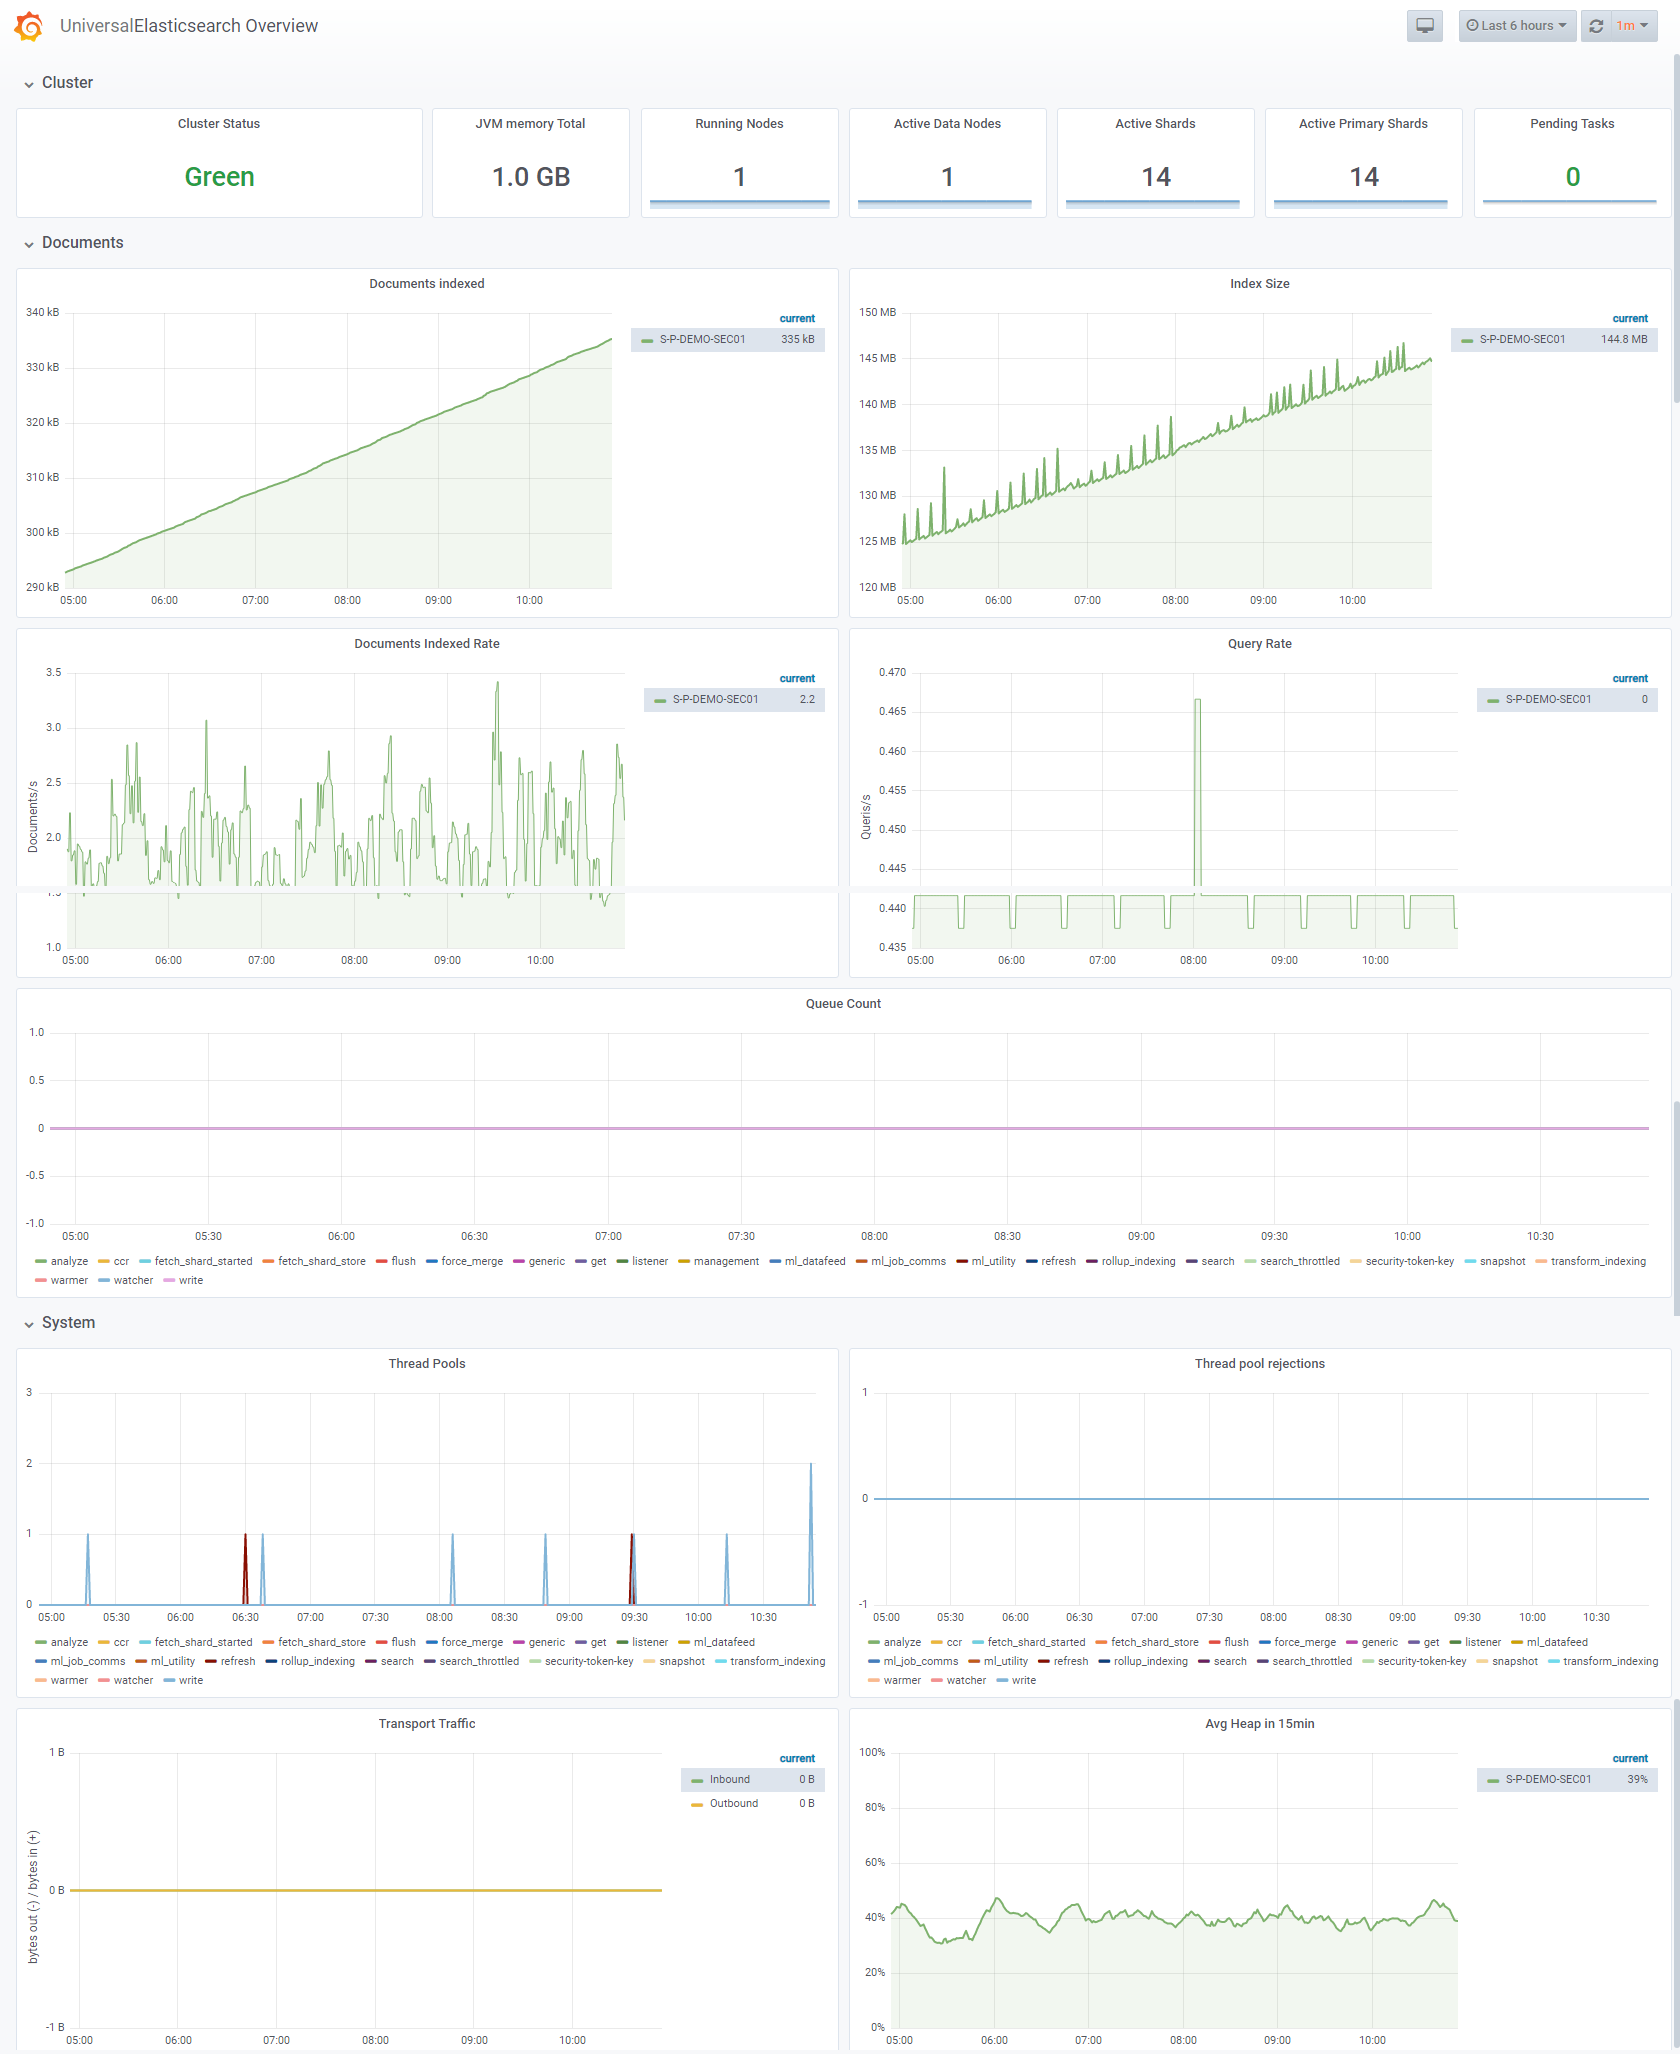 UniversalElasticsearch Overview
Last 6 hours
1m
Cluster
Cluster Status
Green
JVM memory Total
1.0 GB
Running Nodes
1
Active Data Nodes
1
Active Shards
14
Active Primary Shards
14
Pending Tasks
0
Documents
Documents indexed
340 kB
330 kB
320 kB
310 kB
300 kB
290 kB
05:00 06:00 07:00 08:00 09:00 10:00
current
S-P-DEMO-SEC01 335 kB
Index Size
150 MB
145 MB
140 MB
135 MB
130 MB
125 MB
120 MB
05:00 06:00 07:00 08:00 09:00 10:00
current
S-P-DEMO-SEC01 144.8 MB
Documents Indexed Rate
Documents/s
3.5
3.0
2.5
2.0
1.5
1.0
05:00 06:00 07:00 08:00 09:00 10:00
current
S-P-DEMO-SEC01 2.2
Query Rate
Queris/s
0.470
0.465
0.460
0.455
0.450
0.445
0.440
0.435
05:00 06:00 07:00 08:00 09:00 10:00
current
S-P-DEMO-SEC01 0
Queue Count
1.0
0.5
0
-0.5
-1.0
05:00 05:30 06:00 06:30 07:00 07:30 08:00 08:30 09:00 09:30 10:00 10:30
analyze ccr fetch_shard_started fetch_shard_store flush force_merge generic get listener management ml_datafeed ml_job_comms ml_utility refresh rollup_indexing search search_throttled security-token-key snapshot transform_indexing
warmer watcher write
System
Thread Pools
3
2
1
0
05:00 05:30 06:00 06:30 07:00 07:30 08:00 08:30 09:00 09:30 10:00 10:30
analyze ccr fetch_shard_started fetch_shard_store flush force_merge generic get listener ml_datafeed
ml_job_comms ml_utility refresh rollup_indexing search search_throttled security-token-key snapshot transform_indexing
warmer watcher write
Thread pool rejections
1
0
-1
05:00 05:30 06:00 06:30 07:00 07:30 08:00 08:30 09:00 09:30 10:00 10:30
analyze ccr fetch_shard_started fetch_shard_store flush force_merge generic get listener ml_datafeed
ml_job_comms ml_utility refresh rollup_indexing search search_throttled security-token-key snapshot transform_indexing
warmer watcher write
Transport Traffic
bytes out (-) / bytes in (+)
1 B
0 B
-1 B
05:00 06:00 07:00 08:00 09:00 10:00
current
Inbound 0 B
Outbound 0 B
Avg Heap in 15min
100%
80%
60%
40%
20%
0%
05:00 06:00 07:00 08:00 09:00 10:00
current
S-P-DEMO-SEC01 39%